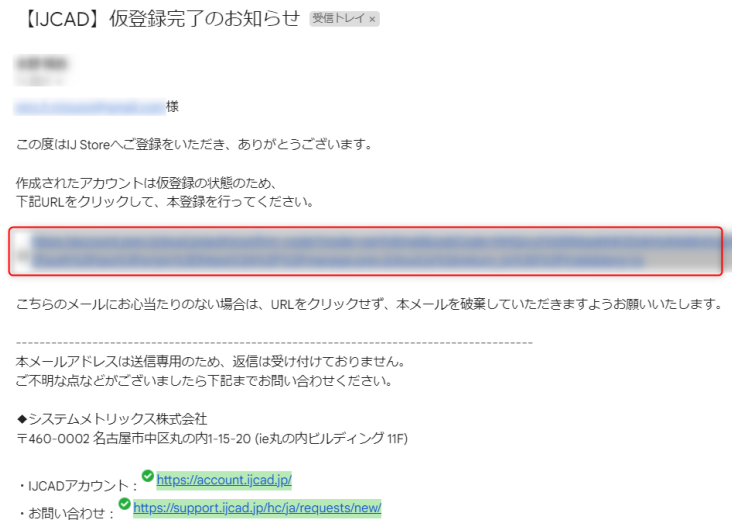 【IJCAD】仮登録完了のお知らせ 受信トレイ ×
様
この度はIJ Storeへご登録をいただき、ありがとうございます。
作成されたアカウントは仮登録の状態のため、
下記URLをクリックして、本登録を行ってください。
こちらのメールにお心当たりのない場合は、URLをクリックせず、本メールを破棄していただきますようお願いいたします。
--------------------------------------------------------------------------------------------
本メールアドレスは送信専用のため、返信は受け付けておりません。
ご不明な点などがございましたら下記までお問い合わせください。
◆システムメトリックス株式会社
〒460-0002 名古屋市中区丸の内1-15-20 (ie丸の内ビルディング 11F)
・IJCADアカウント : https://account.ijcad.jp/
・お問い合わせ : https://support.ijcad.jp/hc/ja/requests/new/